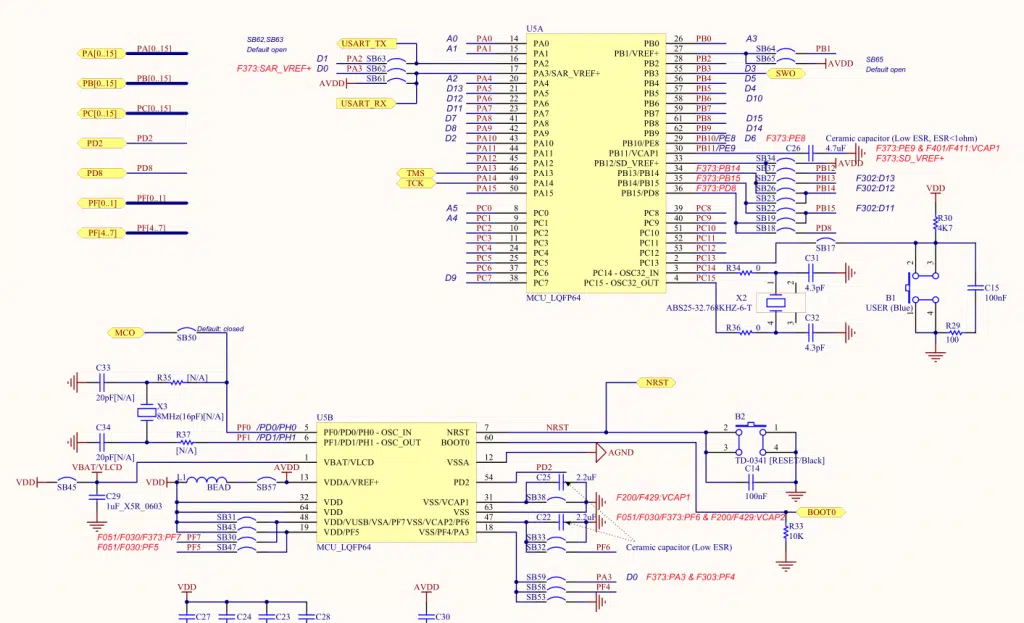 PA[0..15] PA[0..15]
PB[0..15] PB[0..15]
PC[0..15] PC[0..15]
PD2 PD2
PD8 PD8
PF[0..1] PF[0..1]
PF[4..7] PF[4..7]
SB62,SB63
Default open
USART_TX
D1 PA2 SB63
F373:SAR_VREF+ D0 PA3 SB62
AVDD SB61
USART_RX
TMS
TCK
U5A
A0 PA0 14 PA0
A1 PA1 15 PA1
16 PA2
17 PA3/SAR_VREF+
A2 PA4 20 PA4
D13 PA5 21 PA5
D12 PA6 22 PA6
D11 PA7 23 PA7
D7 PA8 41 PA8
D8 PA9 42 PA9
D2 PA10 43 PA10
PA11 44 PA11
PA12 45 PA12
PA13 46 PA13
PA14 49 PA14
PA15 50 PA15
A5 PC0 8 PC0
A4 PC1 9 PC1
PC2 10 PC2
PC3 11 PC3
PC4 24 PC4
PC5 25 PC5
PC6 37 PC6
D9 PC7 38 PC7
MCU_LQFP64
PB0 26 PB0 A3
PB1/VREF+ 27
PB2 28 PB2
PB3 55 PB3 D3
PB4 56 PB4 D5
PB5 57 PB5 D4
PB6 58 PB6 D10
PB7 59 PB7
PB8 61 PB8 D15
PB9 62 PB9 D14
PB10/PE8 29 PB10/PE8 D6 F373:PE8
PB11/VCAP1 30 PB11/PE9
PB12/SD_VREF+ 33
PB13/PB14 34 F373:PB14
PB14/PB15 35 F373:PB15
PB15/PD8 36 F373:PD8
PC8 39 PC8
PC9 40 PC9
PC10 51 PC10
PC11 52 PC11
PC12 53 PC12
PC13 2 PC13
PC14 - OSC32_IN 3 PC14
PC15 - OSC32_OUT 4 PC15
SB64 PB1
SB65 AVDD
SB65
Default open
SWO
Ceramic capacitor (Low ESR, ESR<1ohm)
C26 4.7uF
F373:PE9 & F401/F411:VCAP1
F373:SD_VREF+
SB34 AVDD
SB37 PB12
SB27 PB13 F302:D13
SB26 PB14 F302:D12
SB23
SB22 PB15 F302:D11
SB19
SB18 PD8
SB17
R34 0
C31
4.3pF
X2
ABS25-32.768KHZ-6-T
1 2
4 3
R36 0
C32
4.3pF
VDD
R30
4K7
2 3
B1
USER (Blue)
1 4
C15
100nF
R29
100
MCO
Default: closed
SB50
C33
20pF[N/A]
R35 [N/A]
X3
8MHz(16pF)[N/A]
C34
20pF[N/A]
R37
[N/A]
PF0 /PD0/PH0 5
PF1 /PD1/PH1 6
VBAT/VLCD 1
VDD SB45
C29
1uF_X5R_0603
VDD L1
BEAD
AVDD
SB57 13
32
64
48
19
SB31
SB43
F051/F030/F373:PF7 PF7 SB30
F051/F030:PF5 PF5 SB47
U5B
PF0/PD0/PH0 - OSC_IN NRST
PF1/PD1/PH1 - OSC_OUT BOOT0
VBAT/VLCD VSSA
VDDA/VREF+ PD2
VDD VSS/VCAP1
VDD VSS
VDD/VUSB/VSA/PF7 VSS/VCAP2/PF6
VDD/PF5 VSS/PF4/PA3
MCU_LQFP64
NRST
7 NRST
60
12 AGND
54 PD2
31
63
47
18
C25 2.2uF
SB38
F200/F429:VCAP1
C22 2.2uF
F051/F030/F373:PF6 & F200/F429:VCAP2
SB33
SB32 PF6
Ceramic capacitor (Low ESR)
SB59 PA3 D0 F373:PA3 & F303:PF4
SB58 PF4
SB53
B2
2 1
3 4
TD-0341 [RESET/Black]
C14
100nF
BOOT0
R33
10K
VDD
C27 C24 C23 C28
AVDD
C30